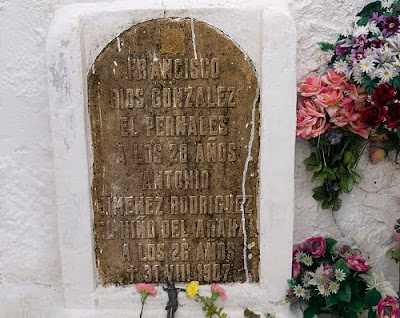 FRANCISCO
RIOS GONZALEZ
EL PERNALES
A LOS 28 AÑOS
ANTONIO
JIMENEZ RODRIGUEZ
NIÑO DEL ARAHAL
A LOS 26 AÑOS
† 31 VIII 1907